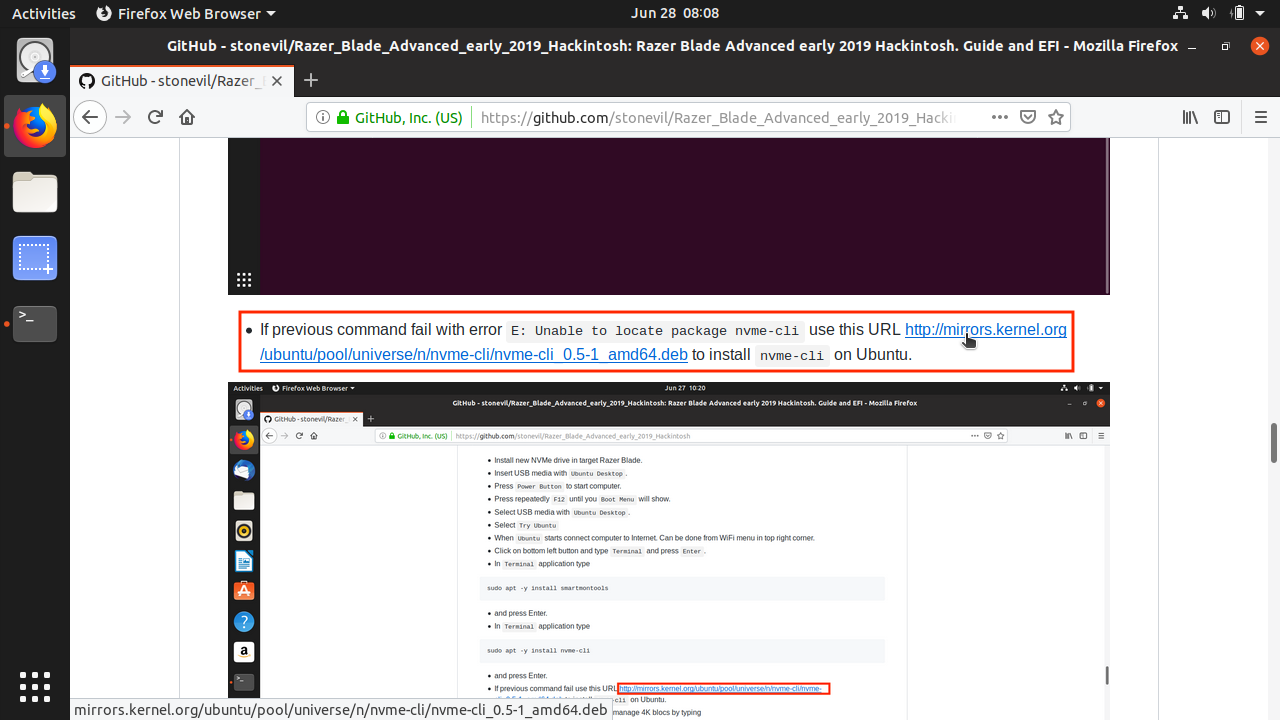 Activities Firefox Web Browser Jun 28 08:08
GitHub - stonevil/Razer_Blade_Advanced_early_2019_Hackintosh: Razer Blade Advanced early 2019 Hackintosh. Guide and EFI - Mozilla Firefox
GitHub - stonevil/Razer_
GitHub, Inc. (US) https://github.com/stonevil/Razer_Blade_Advanced_early_2019_Hackin
If previous command fail with error E: Unable to locate package nvme-cli use this URL http://mirrors.kernel.org
/ubuntu/pool/universe/n/nvme-cli/nvme-cli_0.5-1_amd64.deb to install nvme-cli on Ubuntu.
Activities Firefox Web Browser Jun 27 10:20
GitHub - stonevil/Razer_Blade_Advanced_early_2019_Hackintosh: Razer Blade Advanced early 2019 Hackintosh. Guide and EFI - Mozilla Firefox
GitHub - stonevil/Razer_
GitHub, Inc. (US) https://github.com/stonevil/Razer_Blade_Advanced_early_2019_Hackintosh
Install new NVMe drive in target Razer Blade.
Insert USB media with Ubuntu Desktop.
Press Power Button to start computer.
Press repeatedly F12 until you Boot Menu will show.
Select USB media with Ubuntu Desktop.
Select Try Ubuntu
When Ubuntu starts connect computer to Internet. Can be done from WiFi menu in top right corner.
Click on bottom left button and type Terminal and press Enter.
In Terminal application type
sudo apt -y install smartmontools
and press Enter.
In Terminal application type
sudo apt -y install nvme-cli
and press Enter.
If previous command fail use this URL http://mirrors.kernel.org/ubuntu/pool/universe/n/nvme-cli/nvme-
on Ubuntu.
manage 4K blocs by typing
mirrors.kernel.org/ubuntu/pool/universe/n/nvme-cli/nvme-cli_0.5-1_amd64.deb